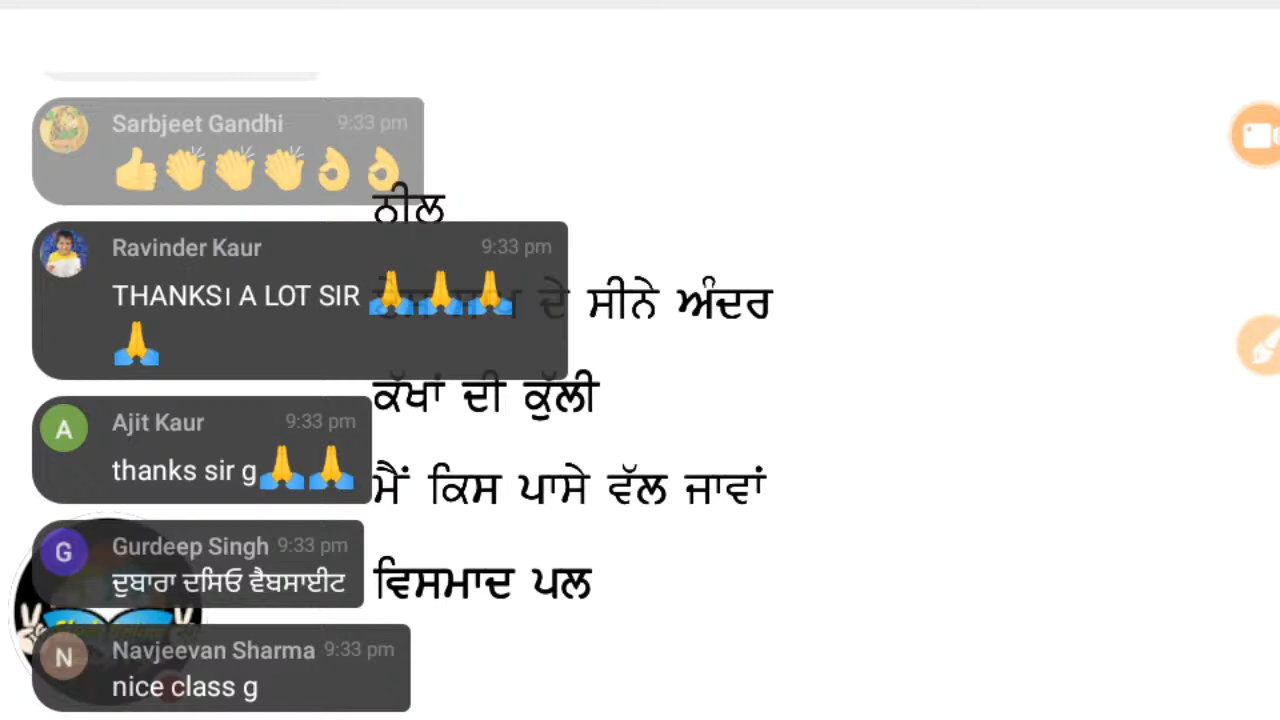 Sarbjeet Gandhi 9:33 pm
👍👏👏👏👌👌
ਠੀਲ
Ravinder Kaur 9:33 pm
THANKS। A LOT SIR 🙏🙏🙏
🙏
ਦੇ ਸੀਨੇ ਅੰਦਰ
ਕੱਖਾਂ ਦੀ ਕੁੱਲੀ
Ajit Kaur 9:33 pm
thanks sir g🙏🙏
ਮੈਂ ਕਿਸ ਪਾਸੇ ਵੱਲ ਜਾਵਾਂ
Gurdeep Singh 9:33 pm
ਦੁਬਾਰਾ ਦਸਿਓ ਵੈਬਸਾਈਟ
ਵਿਸਮਾਦ ਪਲ
Navjeevan Sharma 9:33 pm
nice class g